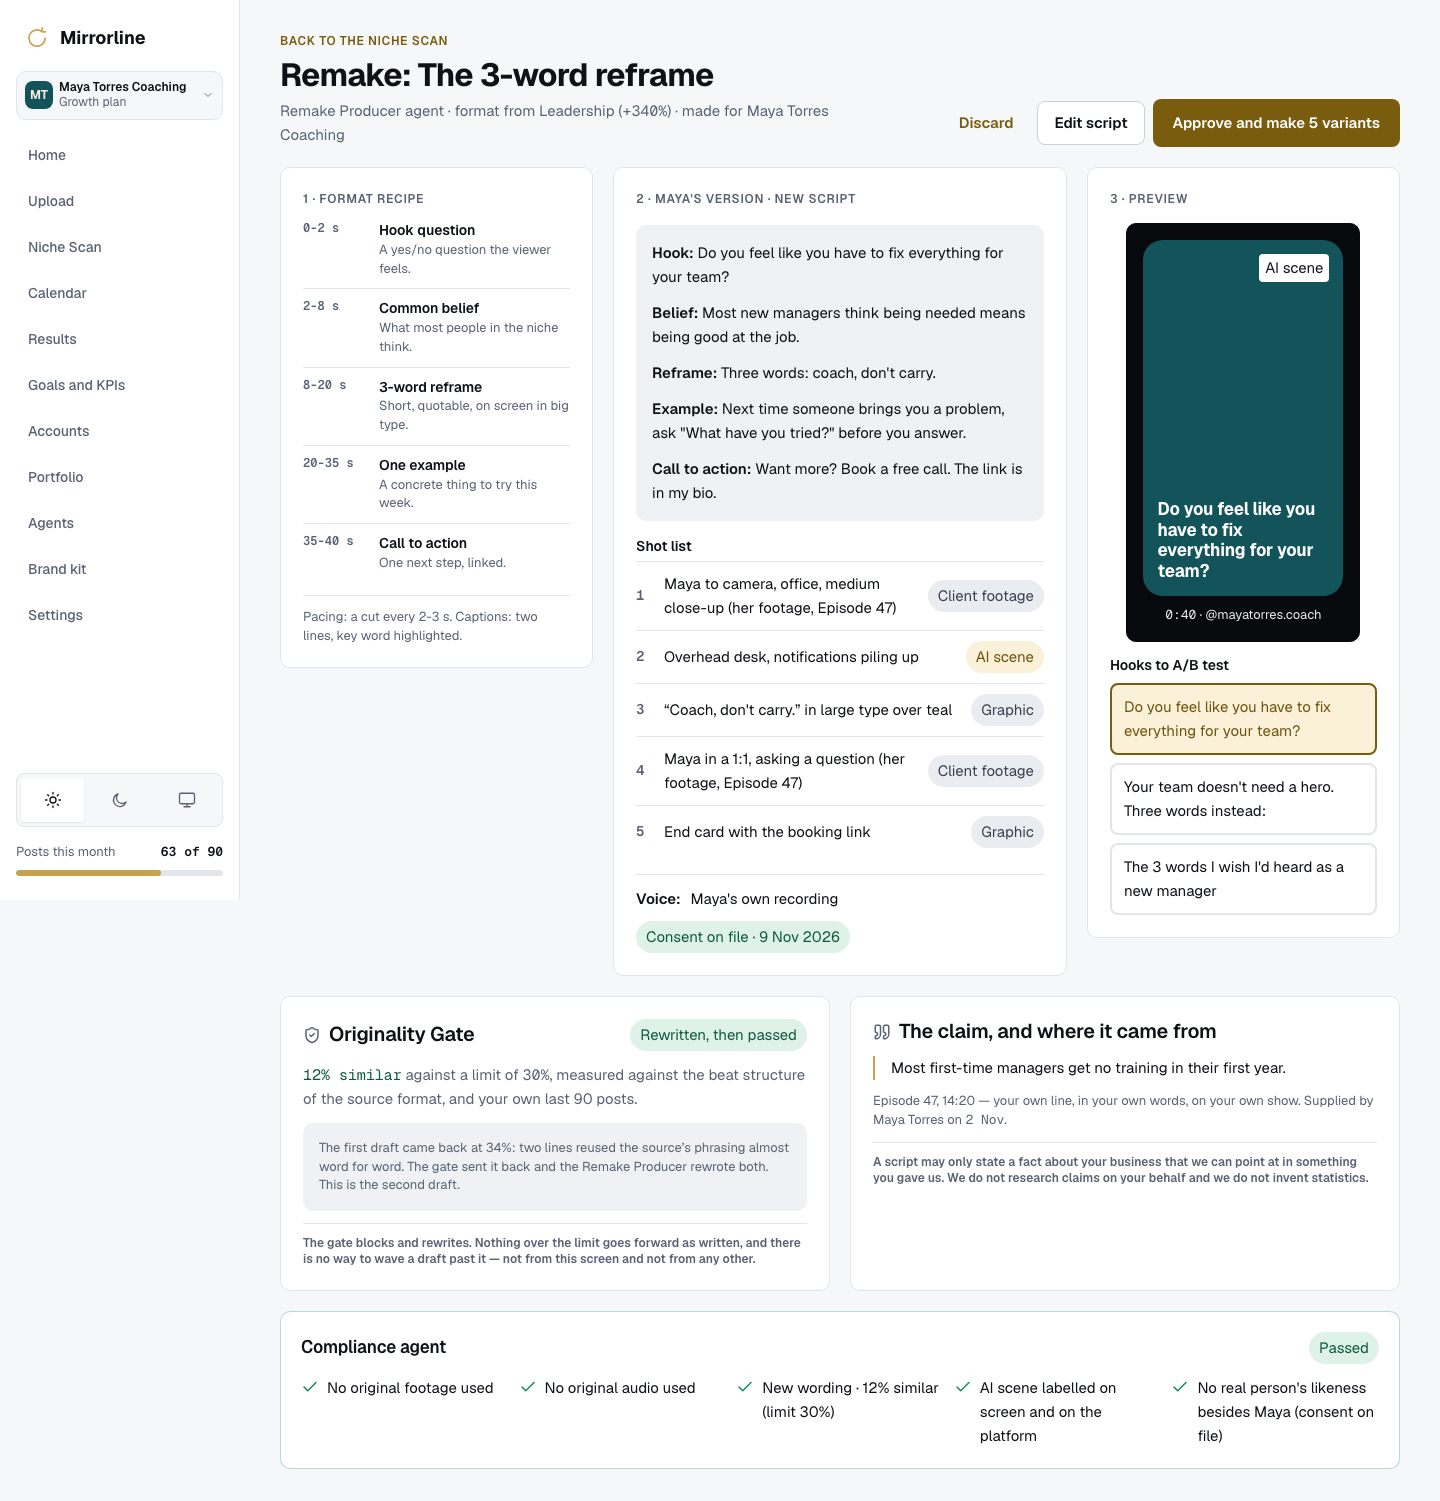 Mirrorline
MT
Maya Torres Coaching
Growth plan
Home
Upload
Niche Scan
Calendar
Results
Goals and KPIs
Accounts
Portfolio
Agents
Brand kit
Settings
Posts this month
63 of 90
BACK TO THE NICHE SCAN
Remake: The 3-word reframe
Remake Producer agent · format from Leadership (+340%) · made for Maya Torres
Coaching
Discard
Edit script
Approve and make 5 variants
1 · FORMAT RECIPE
0-2 s
Hook question
A yes/no question the viewer
feels.
2-8 s
Common belief
What most people in the niche
think.
8-20 s
3-word reframe
Short, quotable, on screen in big
type.
20-35 s
One example
A concrete thing to try this
week.
35-40 s
Call to action
One next step, linked.
Pacing: a cut every 2-3 s. Captions: two
lines, key word highlighted.
2 · MAYA'S VERSION · NEW SCRIPT
Hook: Do you feel like you have to fix everything for
your team?
Belief: Most new managers think being needed means
being good at the job.
Reframe: Three words: coach, don't carry.
Example: Next time someone brings you a problem,
ask "What have you tried?" before you answer.
Call to action: Want more? Book a free call. The link is
in my bio.
Shot list
1
Maya to camera, office, medium
close-up (her footage, Episode 47)
Client footage
2
Overhead desk, notifications piling up
AI scene
3
“Coach, don't carry.” in large type over teal
Graphic
4
Maya in a 1:1, asking a question (her
footage, Episode 47)
Client footage
5
End card with the booking link
Graphic
Voice: Maya's own recording
Consent on file · 9 Nov 2026
3 · PREVIEW
AI scene
Do you feel like you
have to fix
everything for your
team?
0:40 · @mayatorres.coach
Hooks to A/B test
Do you feel like you have to fix
everything for your team?
Your team doesn't need a hero.
Three words instead:
The 3 words I wish I'd heard as a
new manager
Originality Gate
Rewritten, then passed
12% similar against a limit of 30%, measured against the beat structure
of the source format, and your own last 90 posts.
The first draft came back at 34%: two lines reused the source's phrasing almost
word for word. The gate sent it back and the Remake Producer rewrote both.
This is the second draft.
The gate blocks and rewrites. Nothing over the limit goes forward as written, and there
is no way to wave a draft past it — not from this screen and not from any other.
The claim, and where it came from
Most first-time managers get no training in their first year.
Episode 47, 14:20 — your own line, in your own words, on your own show. Supplied by
Maya Torres on 2 Nov.
A script may only state a fact about your business that we can point at in something
you gave us. We do not research claims on your behalf and we do not invent statistics.
Compliance agent
Passed
No original footage used
No original audio used
New wording · 12% similar
(limit 30%)
AI scene labelled on
screen and on the
platform
No real person's likeness
besides Maya (consent on
file)